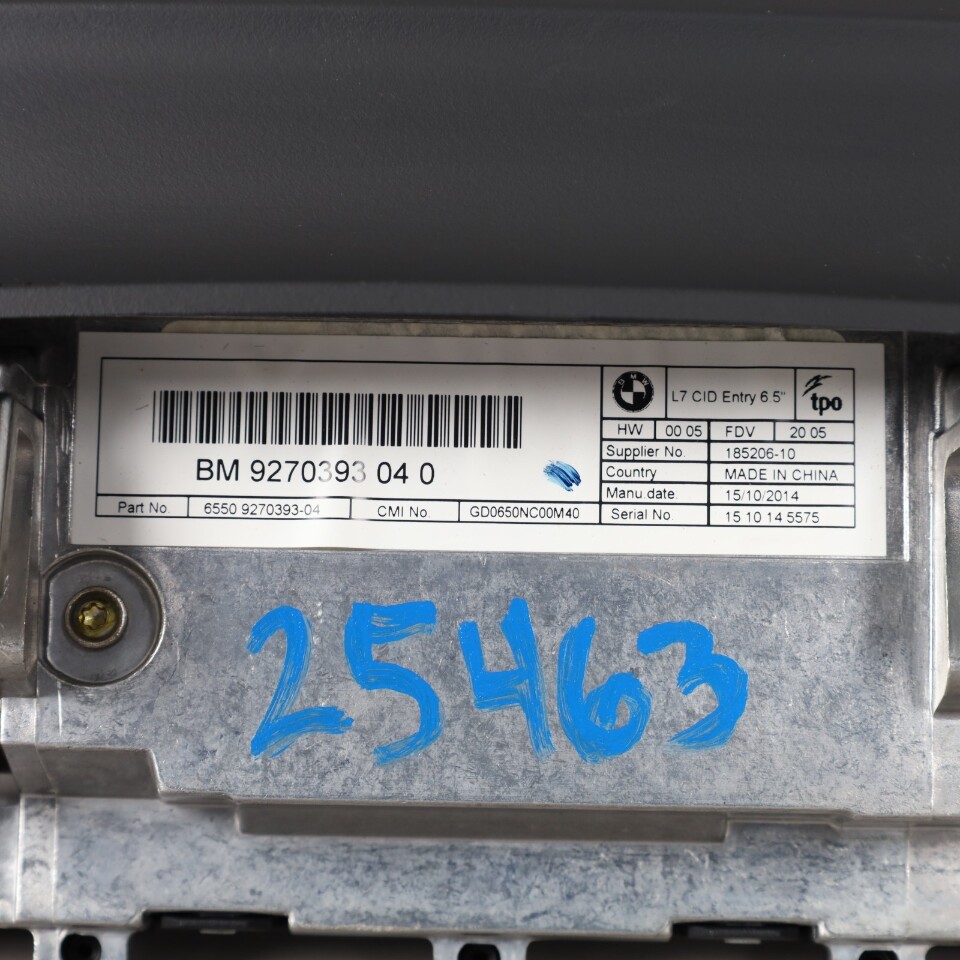 BMW
L7 CID Entry 6.5"
tpo
HW 00 05 FDV 20 05
Supplier No. 185206-10
Country MADE IN CHINA
Manu.date. 15/10/2014
Serial No. 15 10 14 5575
BM 9270393 04 0
Part No. 6550 9270393-04 CMI No. GD0650NC00M40
25463